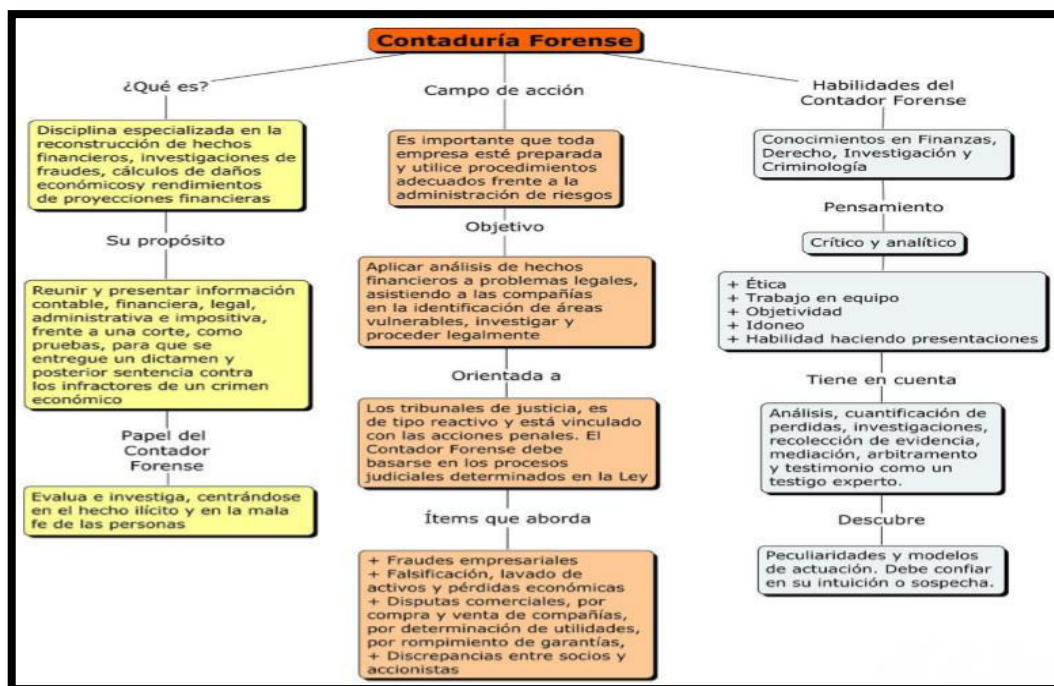 Contaduría Forense
¿Qué es?
Disciplina especializada en la
reconstrucción de hechos
financieros, investigaciones de
fraudes, cálculos de daños
económicosy rendimientos
de proyecciones financieras
Su propósito
Reunir y presentar información
contable, financiera, legal,
administrativa e impositiva,
frente a una corte, como
pruebas, para que se
entregue un dictamen y
posterior sentencia contra
los infractores de un crimen
económico
Papel del
Contador
Forense
Evalua e investiga, centrándose
en el hecho ilícito y en la mala
fe de las personas
Campo de acción
Es importante que toda
empresa esté preparada
y utilice procedimientos
adecuados frente a la
administración de riesgos
Objetivo
Aplicar análisis de hechos
financieros a problemas legales,
asistiendo a las compañías
en la identificación de áreas
vulnerables, investigar y
proceder legalmente
Orientada a
Los tribunales de justicia, es
de tipo reactivo y está vinculado
con las acciones penales. El
Contador Forense debe
basarse en los procesos
judiciales determinados en la Ley
Ítems que aborda
+ Fraudes empresariales
+ Falsificación, lavado de
activos y pérdidas económicas
+ Disputas comerciales, por
compra y venta de compañías,
por determinación de utilidades,
por rompimiento de garantías,
+ Discrepancias entre socios y
accionistas
Habilidades del
Contador Forense
Conocimientos en Finanzas,
Derecho, Investigación y
Criminología
Pensamiento
Crítico y analítico
+ Ética
+ Trabajo en equipo
+ Objetividad
+ Idoneo
+ Habilidad haciendo presentaciones
Tiene en cuenta
Análisis, cuantificación de
perdidas, investigaciones,
recolección de evidencia,
mediación, arbitramento
y testimonio como un
testigo experto.
Descubre
Peculiaridades y modelos
de actuación. Debe confiar
en su intuición o sospecha.